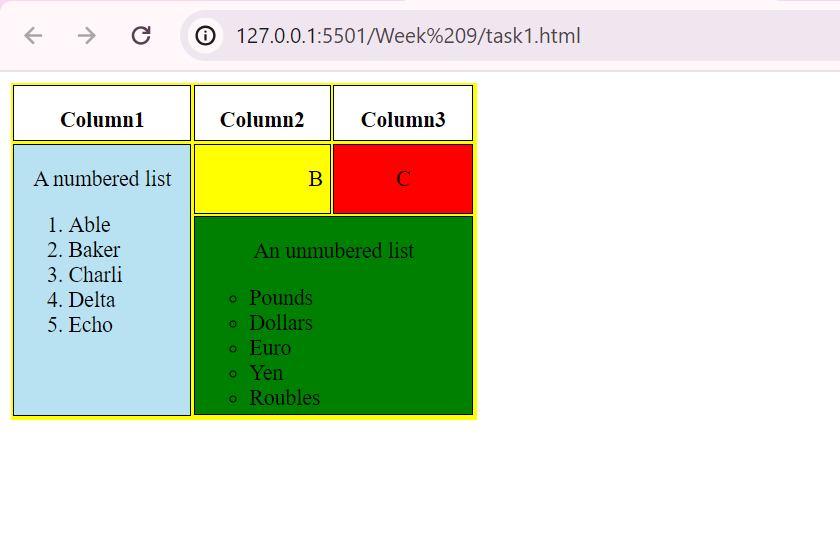 127.0.0.1:5501/Week%209/task1.html
Column1 Column2 Column3
A numbered list
1. Able
2. Baker
3. Charli
4. Delta
5. Echo
B
C
An unmubered list
Pounds
Dollars
Euro
Yen
Roubles